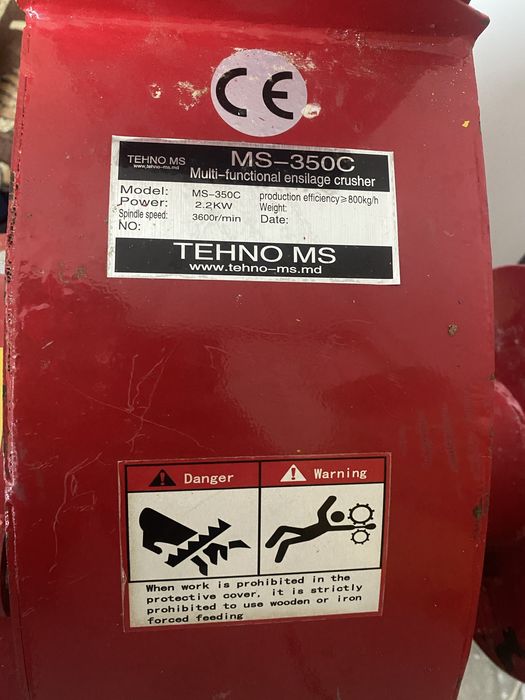 CE
TEHNO MS
www.tehno-ms.md
MS-350C
Multi-functional ensilage crusher
Model: MS-350C production efficiency≥800kg/h
Power: 2.2KW Weight:
Spindle speed: 3600r/min Date:
NO:
TEHNO MS
www.tehno-ms.md
Danger
Warning
When work is prohibited in the
protective cover, it is strictly
prohibited to use wooden or iron
forced feeding